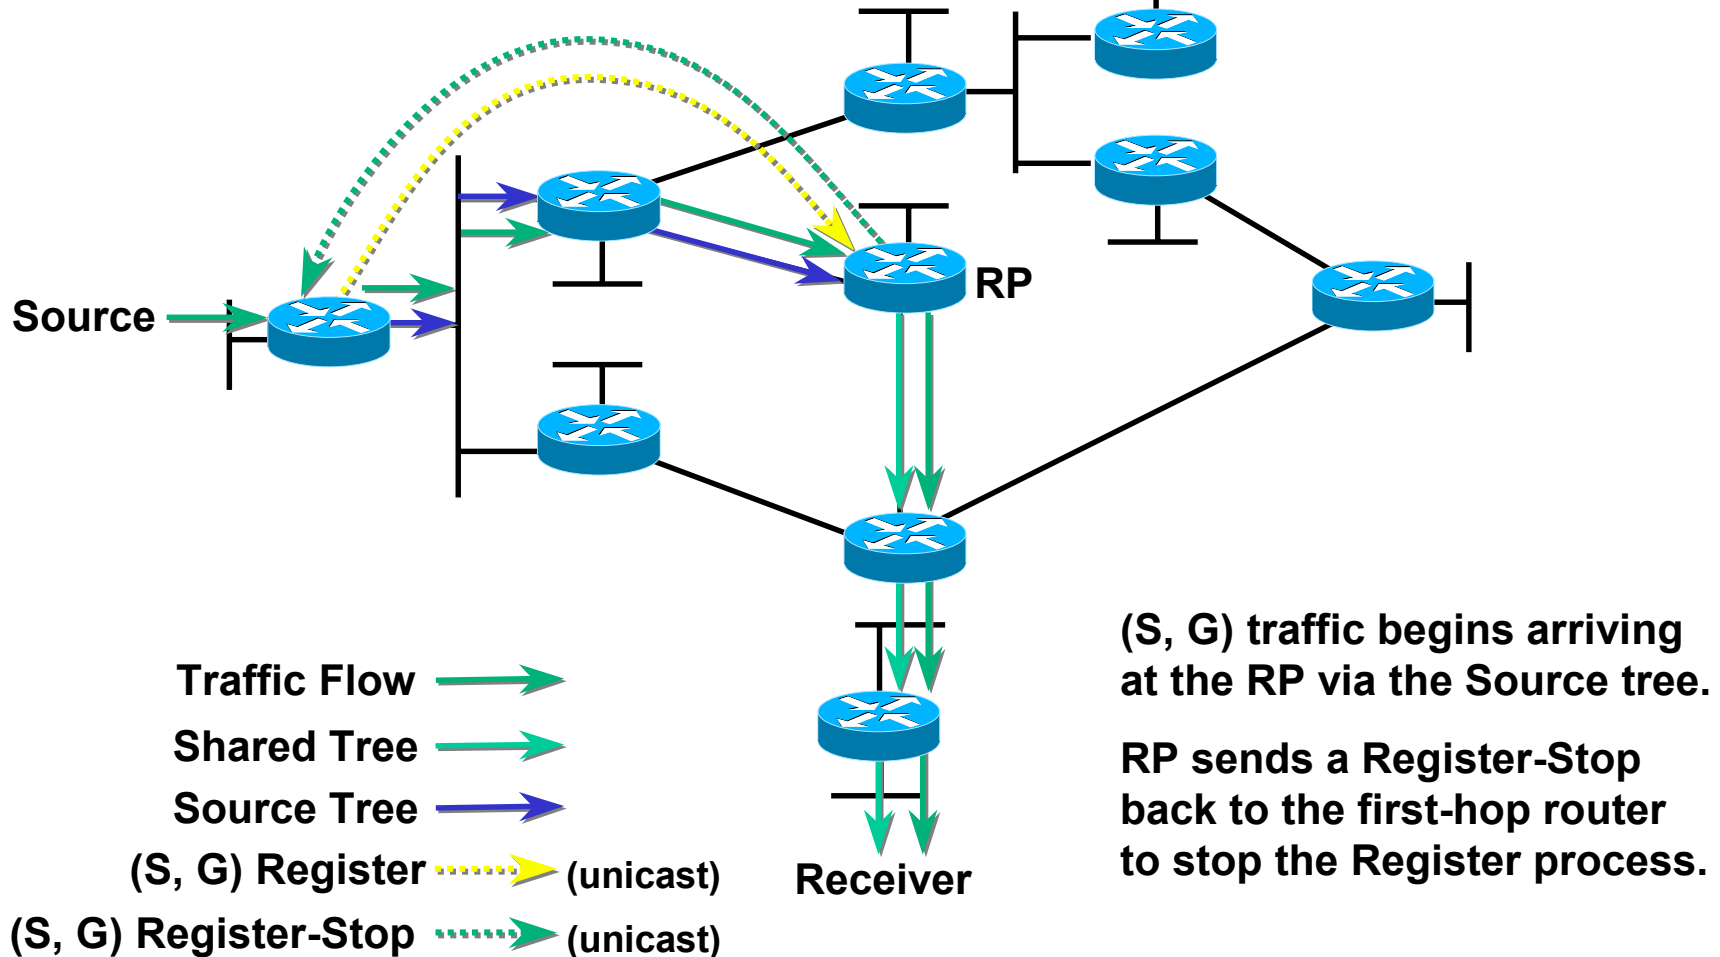 RP
Source
(S, G) traffic begins arriving
at the RP via the Source tree.
RP sends a Register-Stop
back to the first-hop router
to stop the Register process.
Traffic Flow
Shared Tree
Source Tree
(S, G) Register (unicast)
(S, G) Register-Stop (unicast)
Receiver